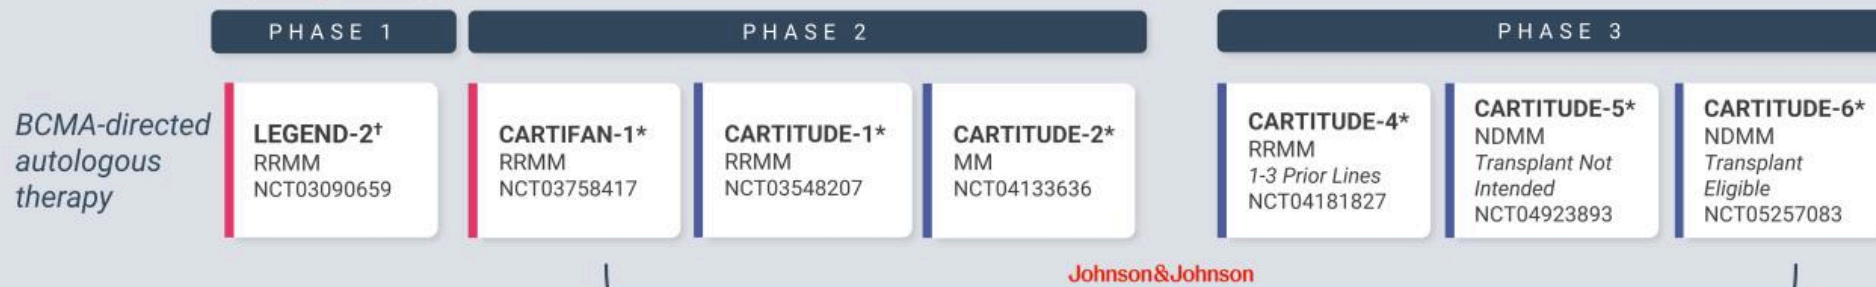 PHASE 1
PHASE 2
PHASE 3
BCMA-directed
autologous
therapy
LEGEND-2†
RRMM
NCT03090659
CARTIFAN-1*
RRMM
NCT03758417
CARTITUDE-1*
RRMM
NCT03548207
CARTITUDE-2*
MM
NCT04133636
CARTITUDE-4*
RRMM
1-3 Prior Lines
NCT04181827
CARTITUDE-5*
NDMM
Transplant Not
Intended
NCT04923893
CARTITUDE-6*
NDMM
Transplant
Eligible
NCT05257083
Johnson&Johnson